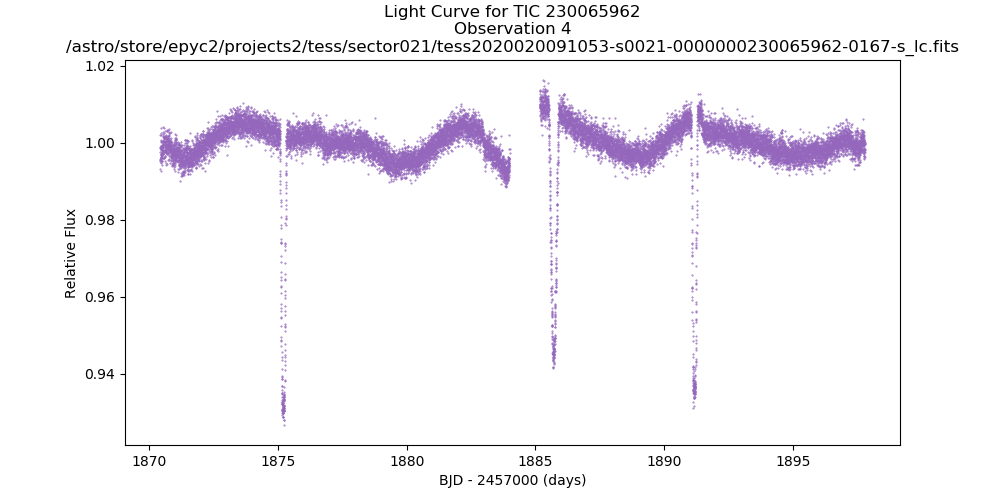 Light Curve for TIC 230065962
Observation 4
/astro/store/epyc2/projects2/tess/sector021/tess2020020091053-s0021-0000000230065962-0167-s_lc.fits
1.02
1.00
0.98
0.96
0.94
Relative Flux
1870 1875 1880 1885 1890 1895
BJD - 2457000 (days)